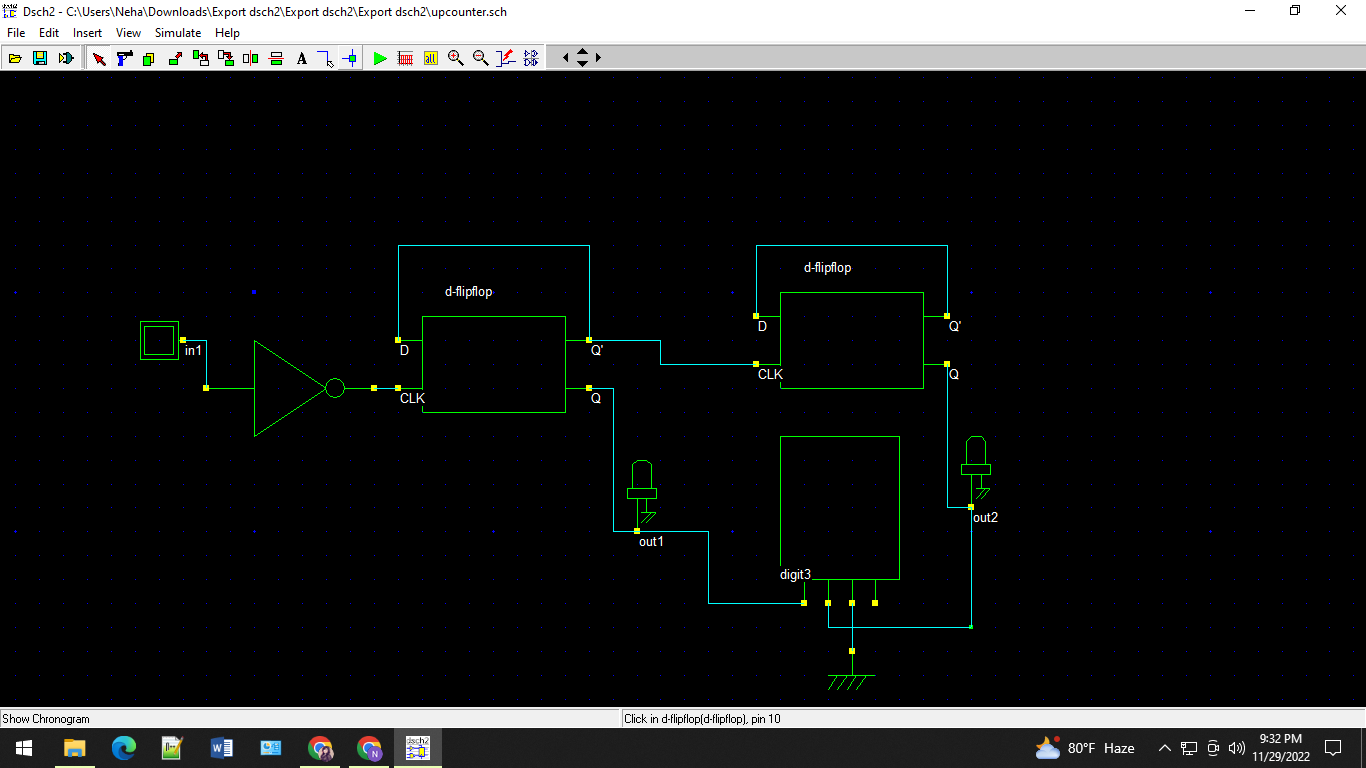 Dsch2 - C:\Users\Neha\Downloads\Export dsch2\Export dsch2\Export dsch2\upcounter.sch
File Edit Insert View Simulate Help
A
d-flipflop
d-flipflop
D
Q'
in1
D
Q'
CLK
Q
CLK
Q
out2
out1
digit3
Show Chronogram
Click in d-flipflop(d-flipflop), pin 10
80°F Haze
9:32 PM
11/29/2022